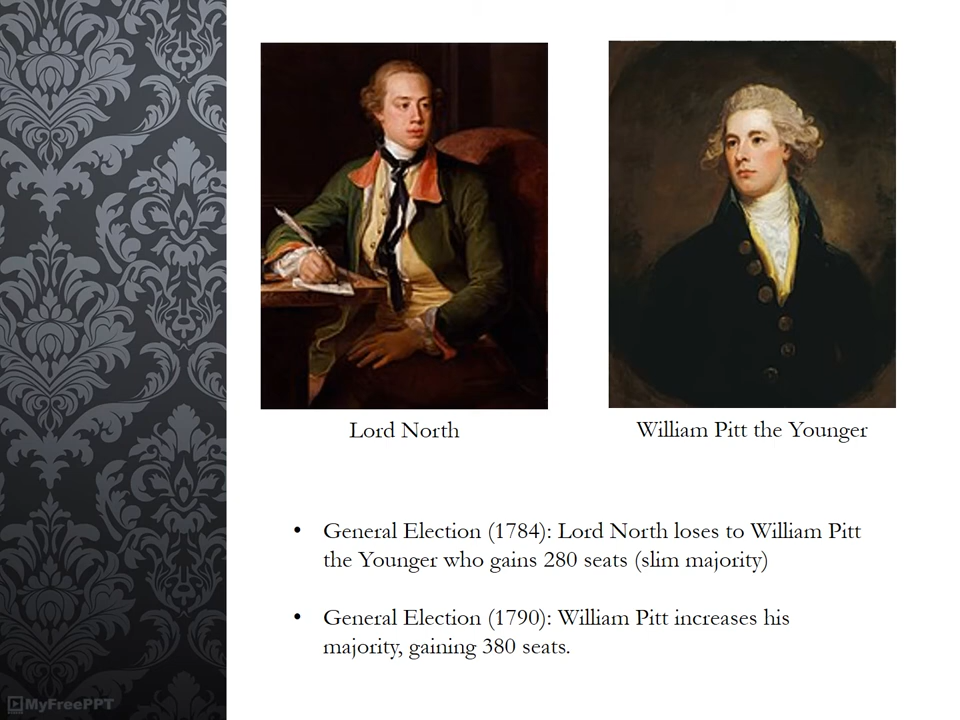 Lord North
William Pitt the Younger
• General Election (1784): Lord North loses to William Pitt
the Younger who gains 280 seats (slim majority)
• General Election (1790): William Pitt increases his
majority, gaining 380 seats.
MyFreePPT